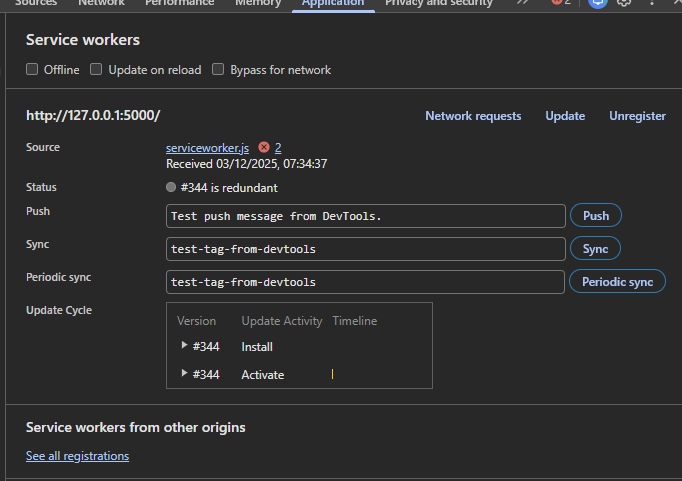 Sources Network Performance Memory Application Privacy and security 2
Service workers
Offline Update on reload Bypass for network
http://127.0.0.1:5000/ Network requests Update Unregister
Source serviceworker.js 2
Received 03/12/2025, 07:34:37
Status #344 is redundant
Push Test push message from DevTools. Push
Sync test-tag-from-devtools Sync
Periodic sync test-tag-from-devtools Periodic sync
Update Cycle Version Update Activity Timeline
#344 Install
#344 Activate
Service workers from other origins
See all registrations